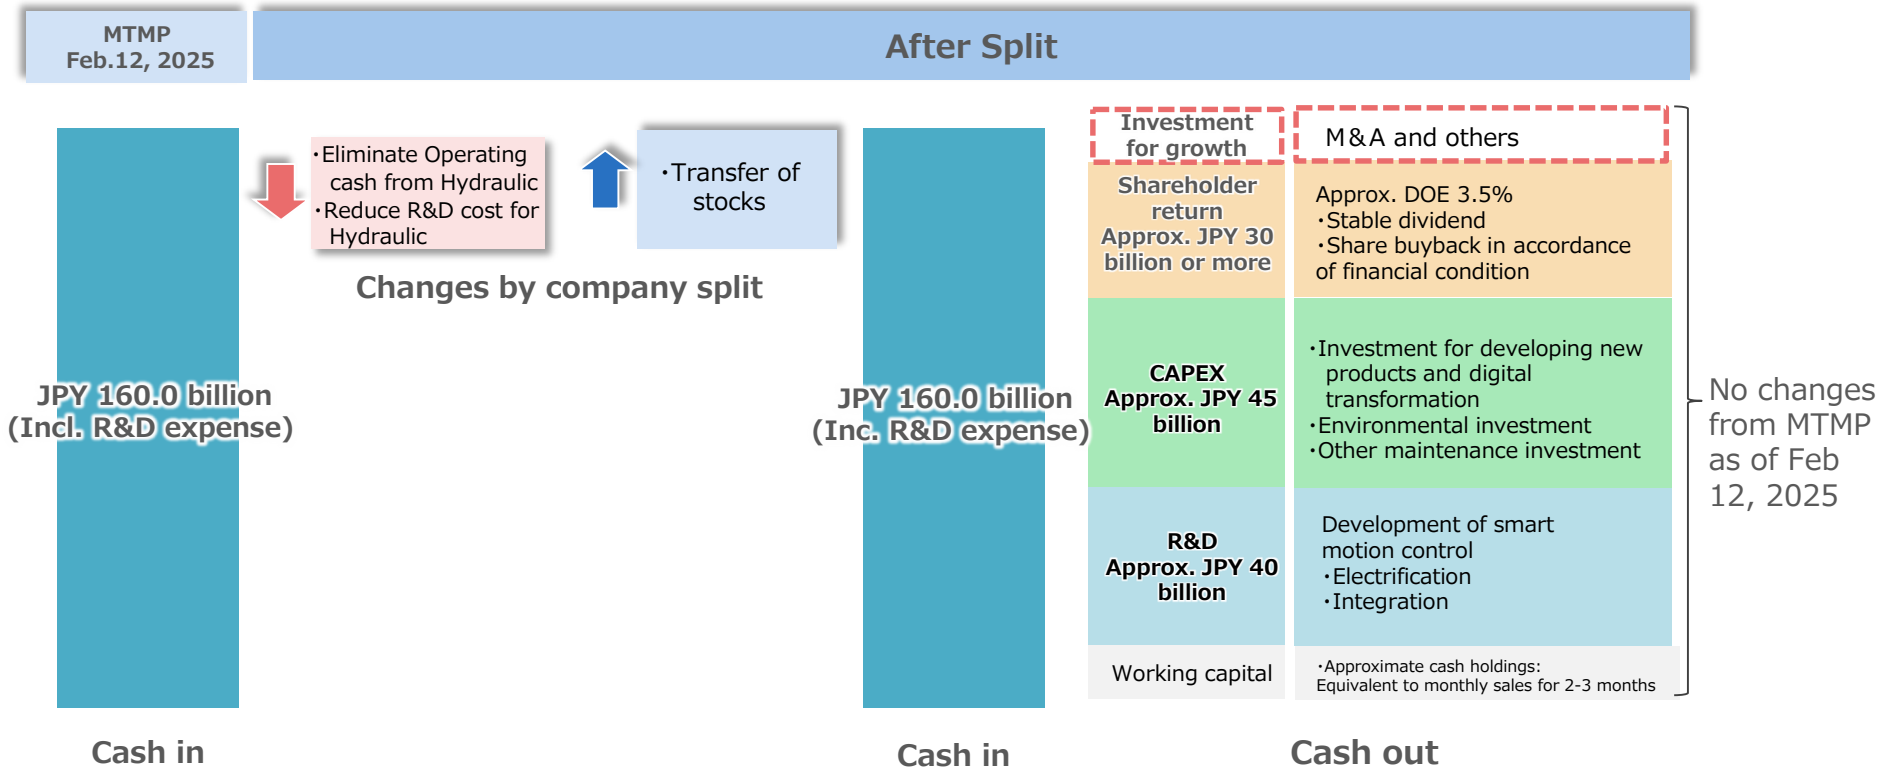 MTMP
Feb.12, 2025
After Split
・Eliminate Operating
cash from Hydraulic
・Reduce R&D cost for
Hydraulic
・Transfer of
stocks
Changes by company split
JPY 160.0 billion
(Incl. R&D expense)
Cash in
JPY 160.0 billion
(Inc. R&D expense)
Cash in
Investment
for growth
M&A and others
Shareholder
return
Approx. JPY 30
billion or more
Approx. DOE 3.5%
・Stable dividend
・Share buyback in accordance
of financial condition
CAPEX
Approx. JPY 45
billion
・Investment for developing new
products and digital
transformation
・Environmental investment
・Other maintenance investment
R&D
Approx. JPY 40
billion
Development of smart
motion control
・Electrification
・Integration
Working capital
・Approximate cash holdings:
Equivalent to monthly sales for 2-3 months
Cash out
No changes
from MTMP
as of Feb
12, 2025